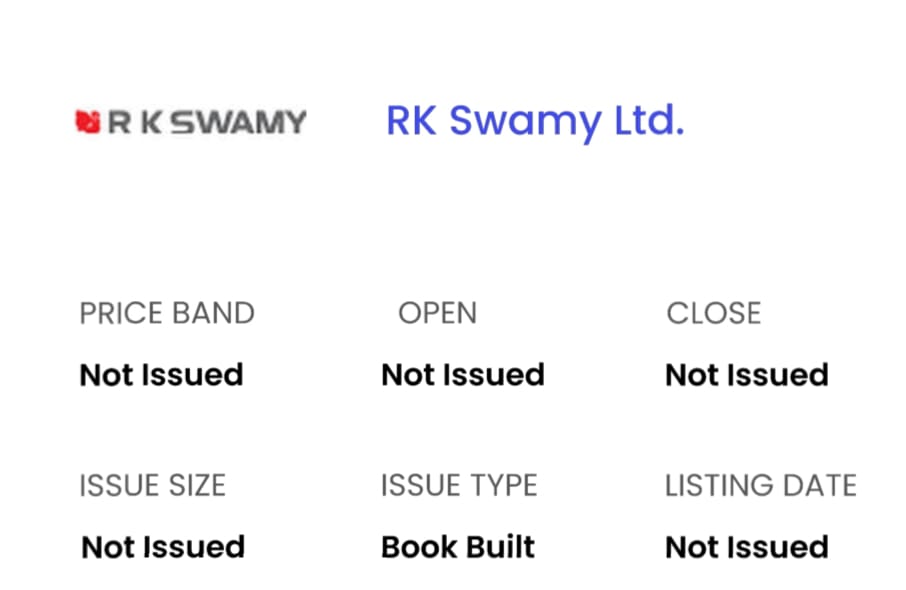 R K SWAMY RK Swamy Ltd.
PRICE BAND OPEN CLOSE
Not Issued Not Issued Not Issued
ISSUE SIZE ISSUE TYPE LISTING DATE
Not Issued Book Built Not Issued